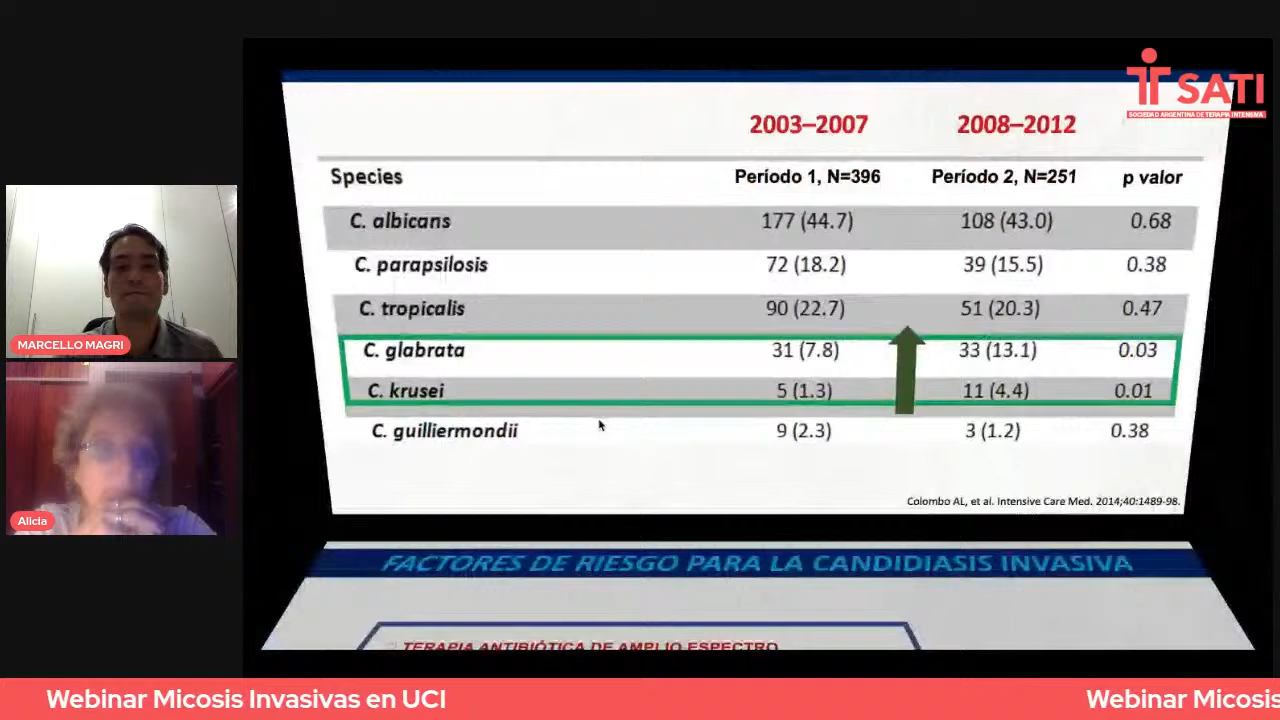 SATI
SOCIEDAD ARGENTINA DE TERAPIA INTENSIVA
2003–2007 2008–2012
Species Período 1, N=396 Período 2, N=251 p valor
C. albicans 177 (44.7) 108 (43.0) 0.68
C. parapsilosis 72 (18.2) 39 (15.5) 0.38
C. tropicalis 90 (22.7) 51 (20.3) 0.47
C. glabrata 31 (7.8) 33 (13.1) 0.03
C. krusei 5 (1.3) 11 (4.4) 0.01
C. guilliermondii 9 (2.3) 3 (1.2) 0.38
Colombo AL, et al. Intensive Care Med. 2014;40:1489-98.
MARCELLO MAGRI
Alicia
FACTORES DE RIESGO PARA LA CANDIDIASIS INVASIVA
TERAPIA ANTIBIÓTICA DE AMPLIO ESPECTRO
Webinar Micosis Invasivas en UCI Webinar Micosis